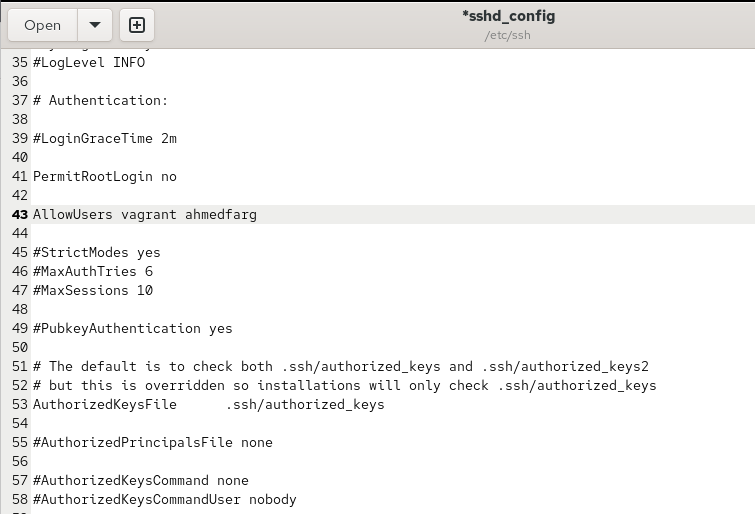 Open
*sshd_config
/etc/ssh
35 #LogLevel INFO
36
37 # Authentication:
38
39 #LoginGraceTime 2m
40
41 PermitRootLogin no
42
43 AllowUsers vagrant ahmedfarg
44
45 #StrictModes yes
46 #MaxAuthTries 6
47 #MaxSessions 10
48
49 #PubkeyAuthentication yes
50
51 # The default is to check both .ssh/authorized_keys and .ssh/authorized_keys2
52 # but this is overridden so installations will only check .ssh/authorized_keys
53 AuthorizedKeysFile      .ssh/authorized_keys
54
55 #AuthorizedPrincipalsFile none
56
57 #AuthorizedKeysCommand none
58 #AuthorizedKeysCommandUser nobody